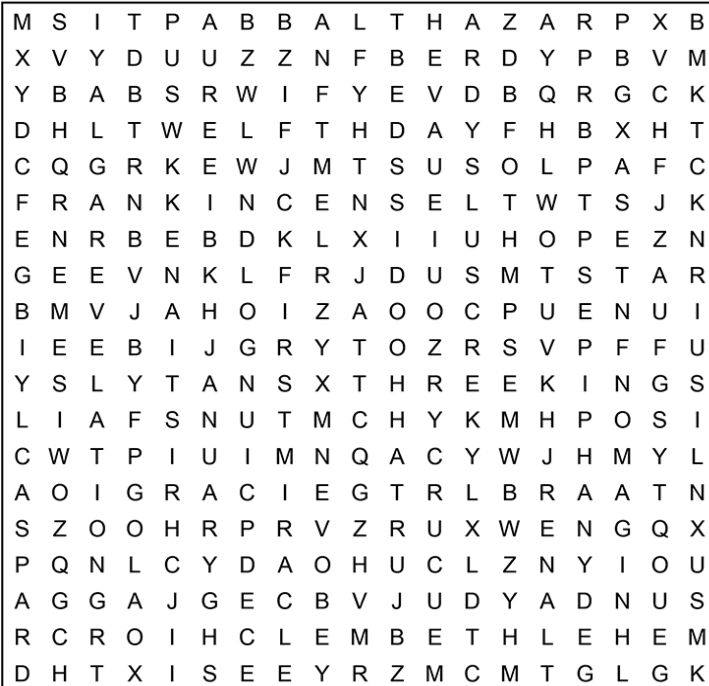 M S I T P A B B A L T H A Z A R P X B
X V Y D U U Z Z N F B E R D Y P B V M
Y B A B S R W I F Y E V D B Q R G C K
D H L T W E L F T H D A Y F H B X H T
C Q G R K E W J M T S U S O L P A F C
F R A N K I N C E N S E L T W T S J K
E N R B E B D K L X I I U H O P E Z N
G E E V N K L F R J D U S M T S T A R
B M V J A H O I Z A O O C P U E N U I
I E E B I J G R Y T O Z R S V P F F U
Y S L Y T A N S X T H R E E K I N G S
L I A F S N U T M C H Y K M H P O S I
C W T P I U I M N Q A C Y W J H M Y L
A O I G R A C I E G T R L B R A A T N
S Z O O H R P R V Z R U X W E N G Q X
P Q N L C Y D A O H U C L Z N Y I O U
A G G A J G E C B V J U D Y A D N U S
R C R O I H C L E M B E T H L E H E M
D H T X I S E E Y R Z M C M T G L G K